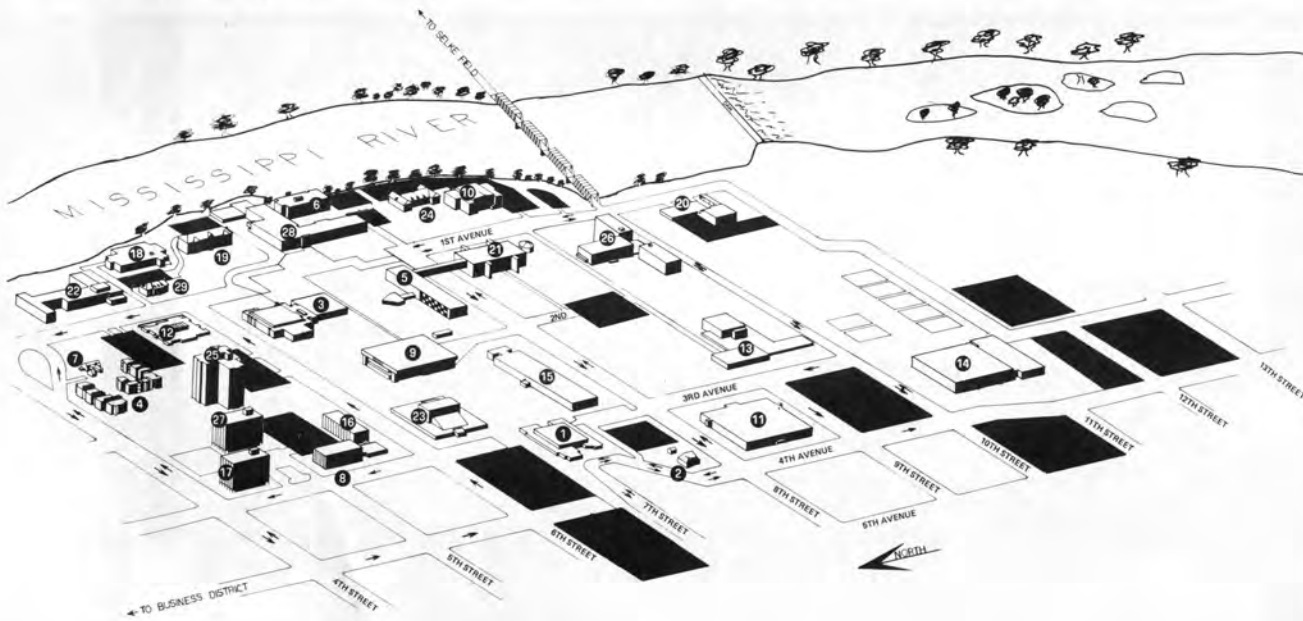 ← TO SELKE FIELD
MISSISSIPPI RIVER
6
10
24
20
28
1ST AVENUE
26
18
19
21
5
22
29
3
2ND
12
9
13
7
25
15
14
4
3RD AVENUE
13TH STREET
12TH STREET
27
16
23
11
11TH STREET
1
10TH STREET
17
8
2
4TH AVENUE
9TH STREET
8TH STREET
7TH STREET
5TH AVENUE
6TH STREET
NORTH
5TH STREET
4TH STREET
← TO BUSINESS DISTRICT